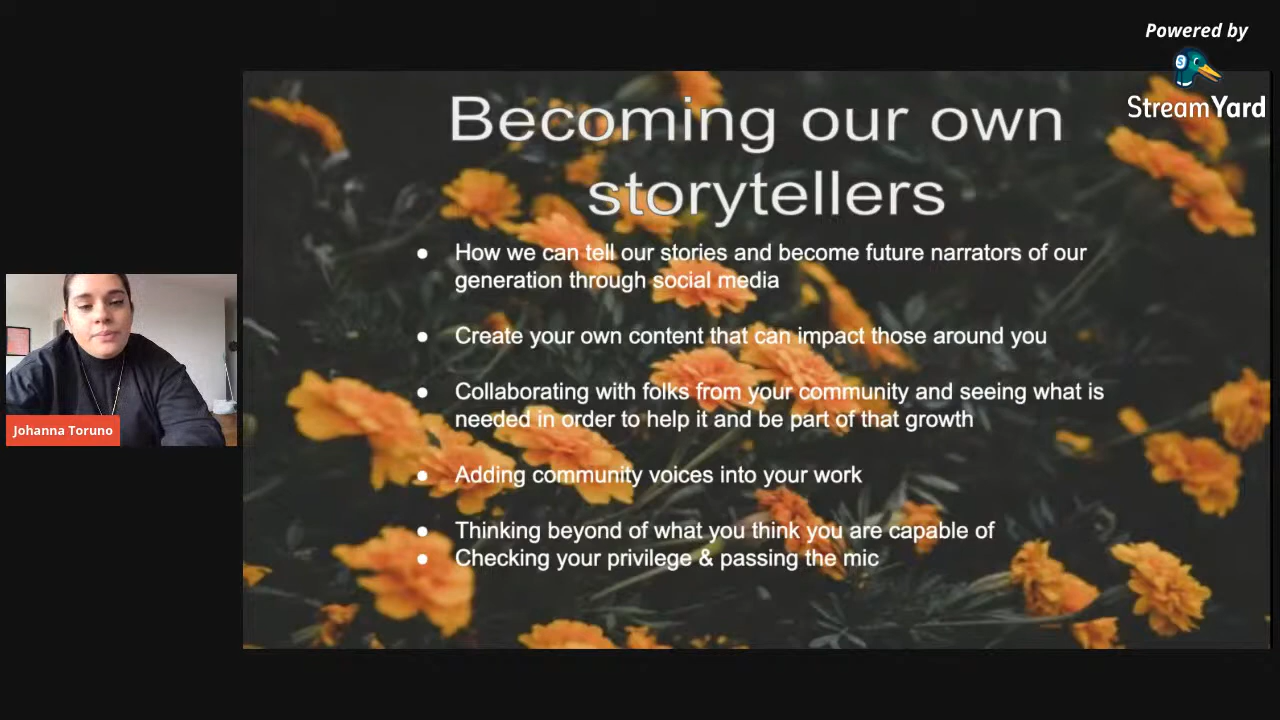 Powered by
StreamYard
Becoming our own
storytellers
● How we can tell our stories and become future narrators of our
generation through social media
● Create your own content that can impact those around you
● Collaborating with folks from your community and seeing what is
needed in order to help it and be part of that growth
● Adding community voices into your work
● Thinking beyond of what you think you are capable of
● Checking your privilege & passing the mic
Johanna Toruno